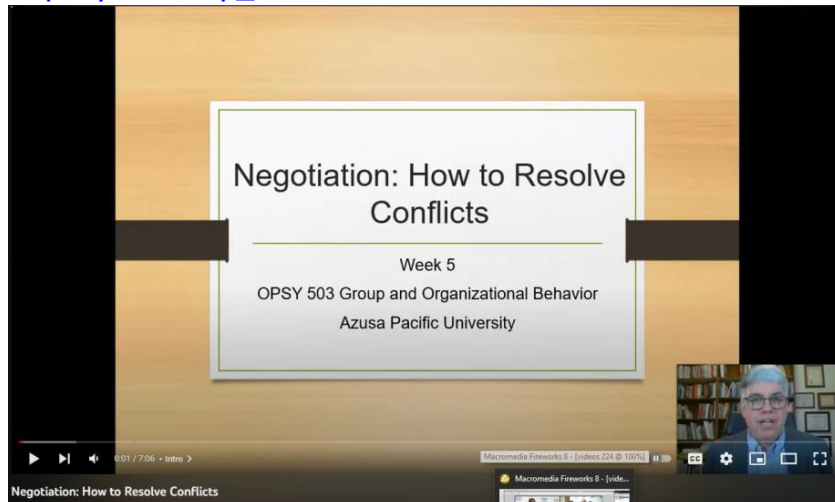 Negotiation: How to Resolve
Conflicts
Week 5
OPSY 503 Group and Organizational Behavior
Azusa Pacific University
0:01 / 7:06 • Intro >
Macromedia Fireworks 8 - [videos 224 @ 100%]
CC
Negotiation: How to Resolve Conflicts
Macromedia Fireworks 8 - [vide...